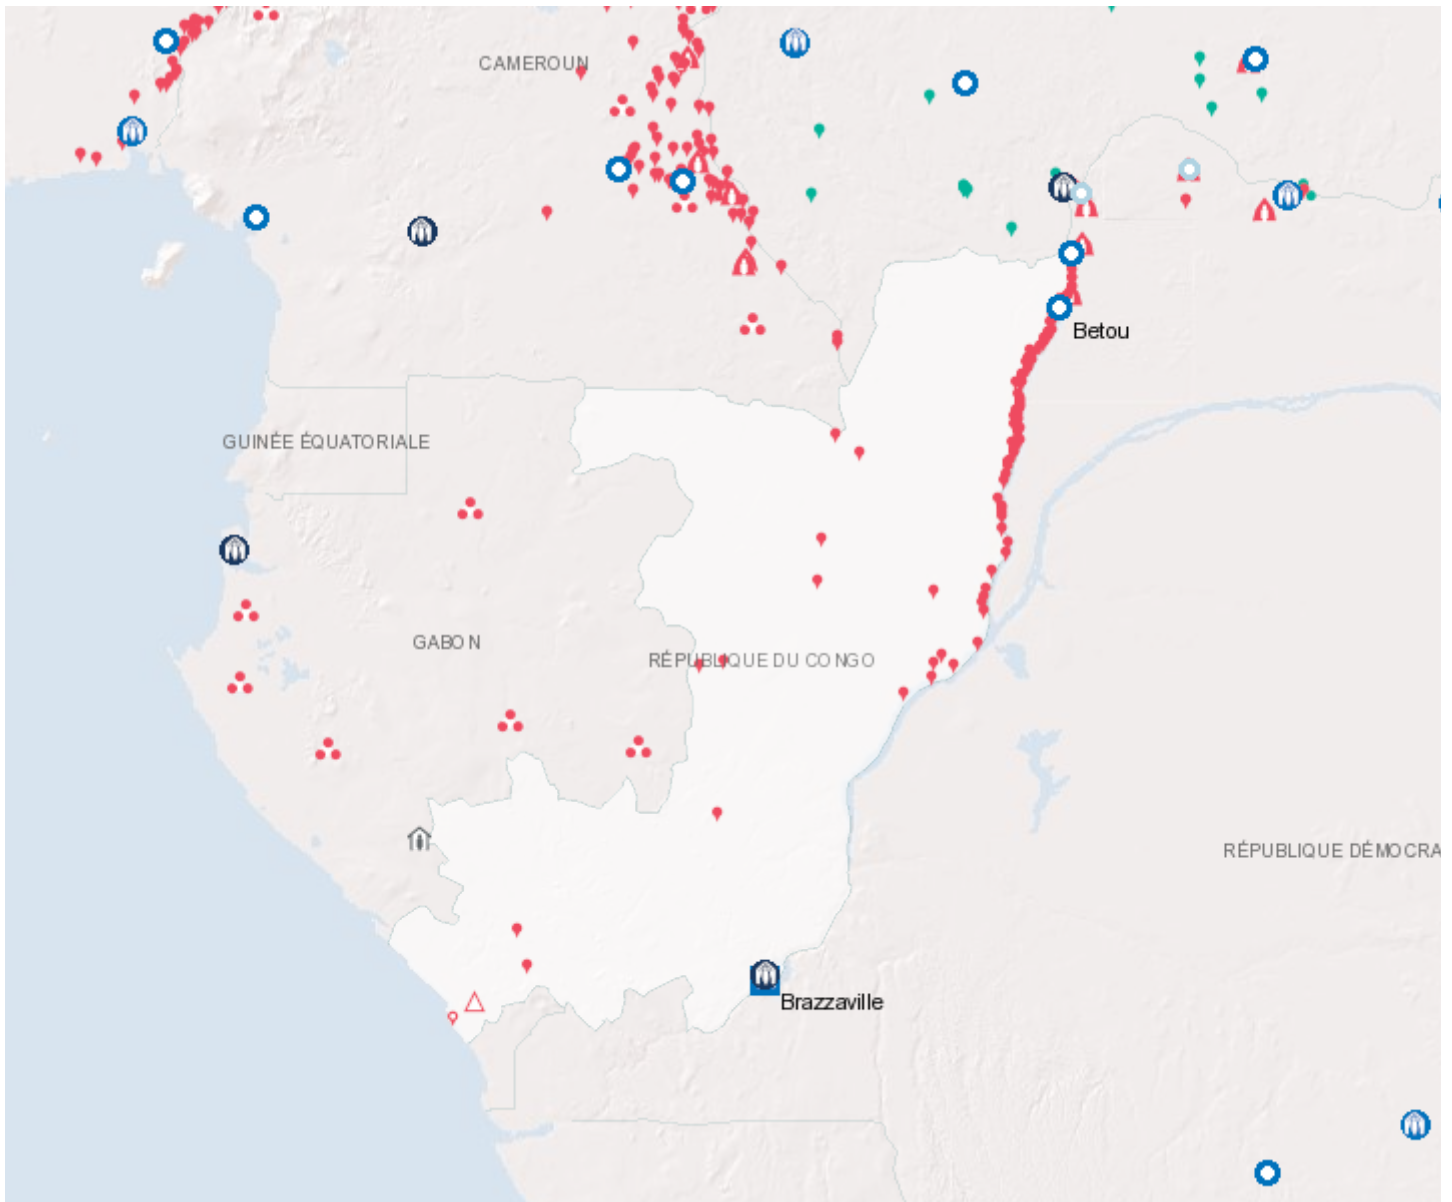 CAMEROUN
Betou
GUINÉE ÉQUATORIALE
GABON
RÉPUBLIQUE DU CONGO
RÉPUBLIQUE DÉMOCRA
Brazzaville